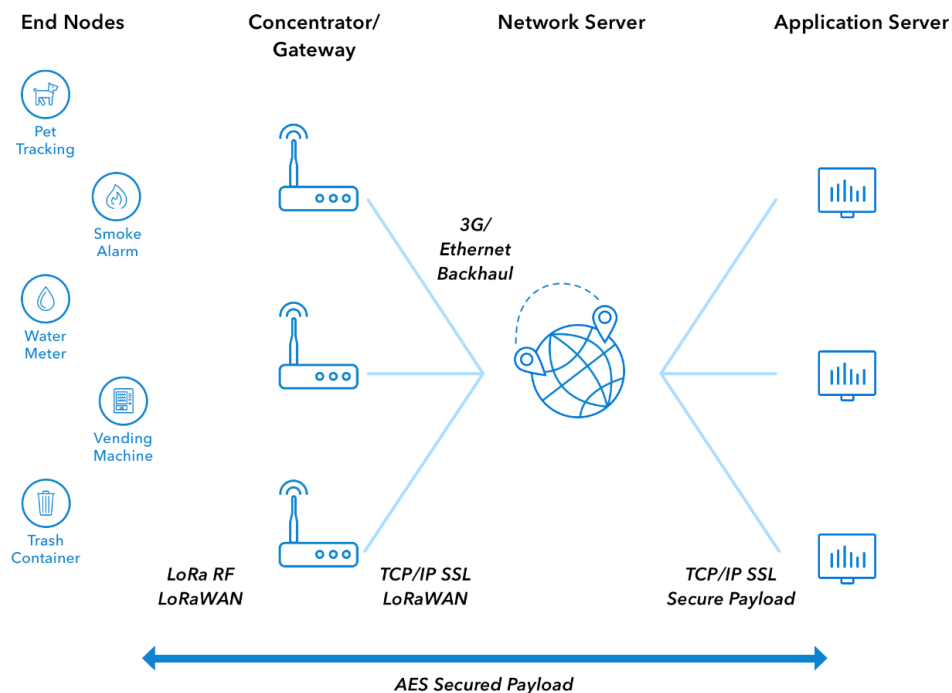 End Nodes
Concentrator/
Gateway
Network Server
Application Server
Pet
Tracking
Smoke
Alarm
Water
Meter
Vending
Machine
Trash
Container
3G/
Ethernet
Backhaul
LoRa RF
LoRaWAN
TCP/IP SSL
LoRaWAN
TCP/IP SSL
Secure Payload
AES Secured Payload